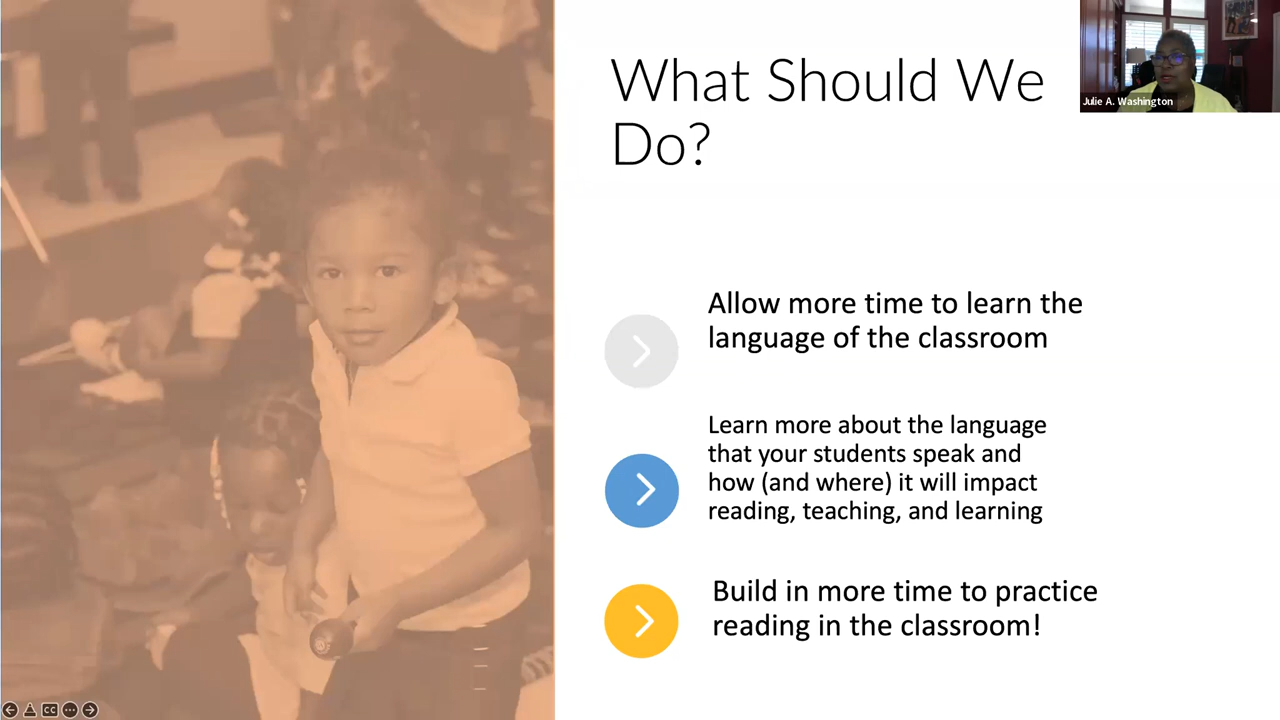 What Should We
Do?
Julie A. Washington
Allow more time to learn the
language of the classroom
Learn more about the language
that your students speak and
how (and where) it will impact
reading, teaching, and learning
Build in more time to practice
reading in the classroom!
CC